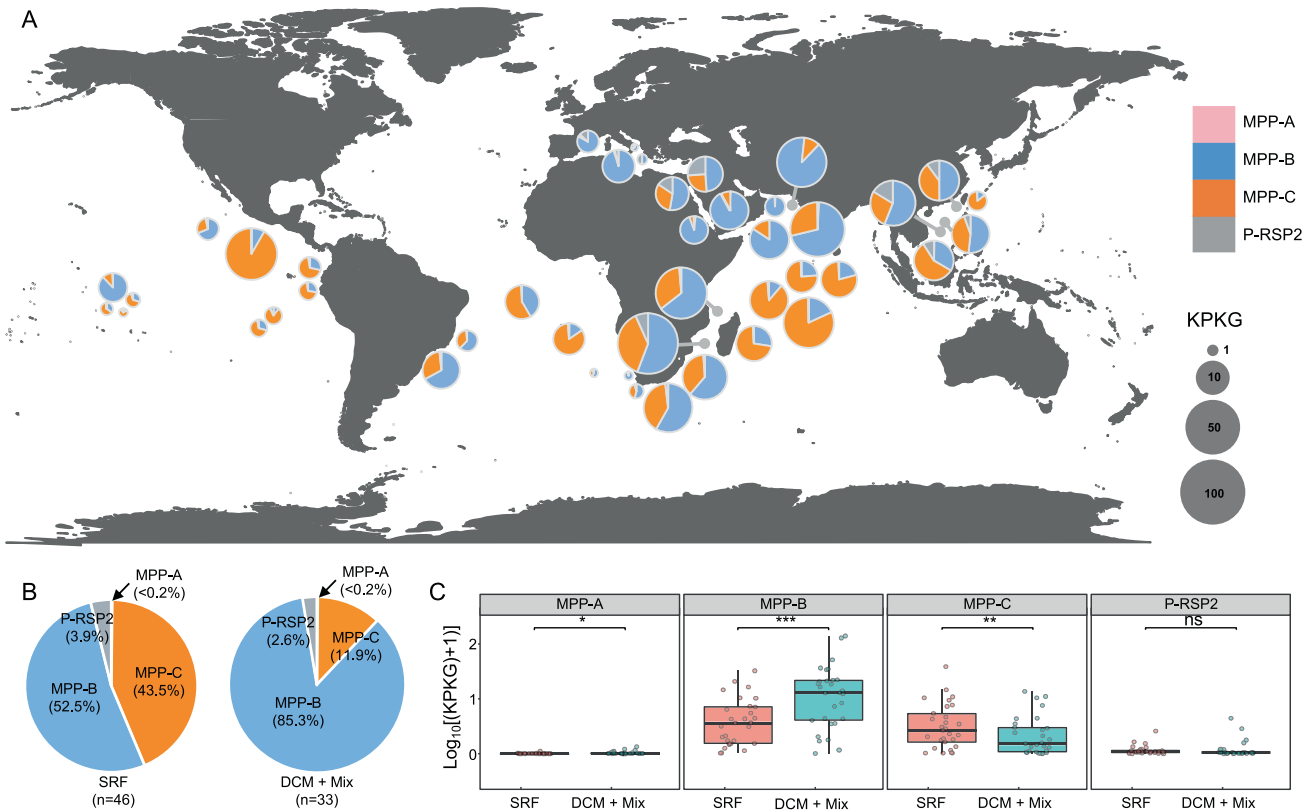 A
MPP-A
MPP-B
MPP-C
P-RSP2
KPKG
1
10
50
100
B
MPP-A
(<0.2%)
P-RSP2
(3.9%)
MPP-C
(43.5%)
MPP-B
(52.5%)
SRF
(n=46)
MPP-A
(<0.2%)
P-RSP2
(2.6%)
MPP-C
(11.9%)
MPP-B
(85.3%)
DCM + Mix
(n=33)
C
MPP-A
MPP-B
MPP-C
P-RSP2
*
***
**
ns
Log₁₀[(KPKG)+1)]
2
1
0
SRF
DCM + Mix
SRF
DCM + Mix
SRF
DCM + Mix
SRF
DCM + Mix